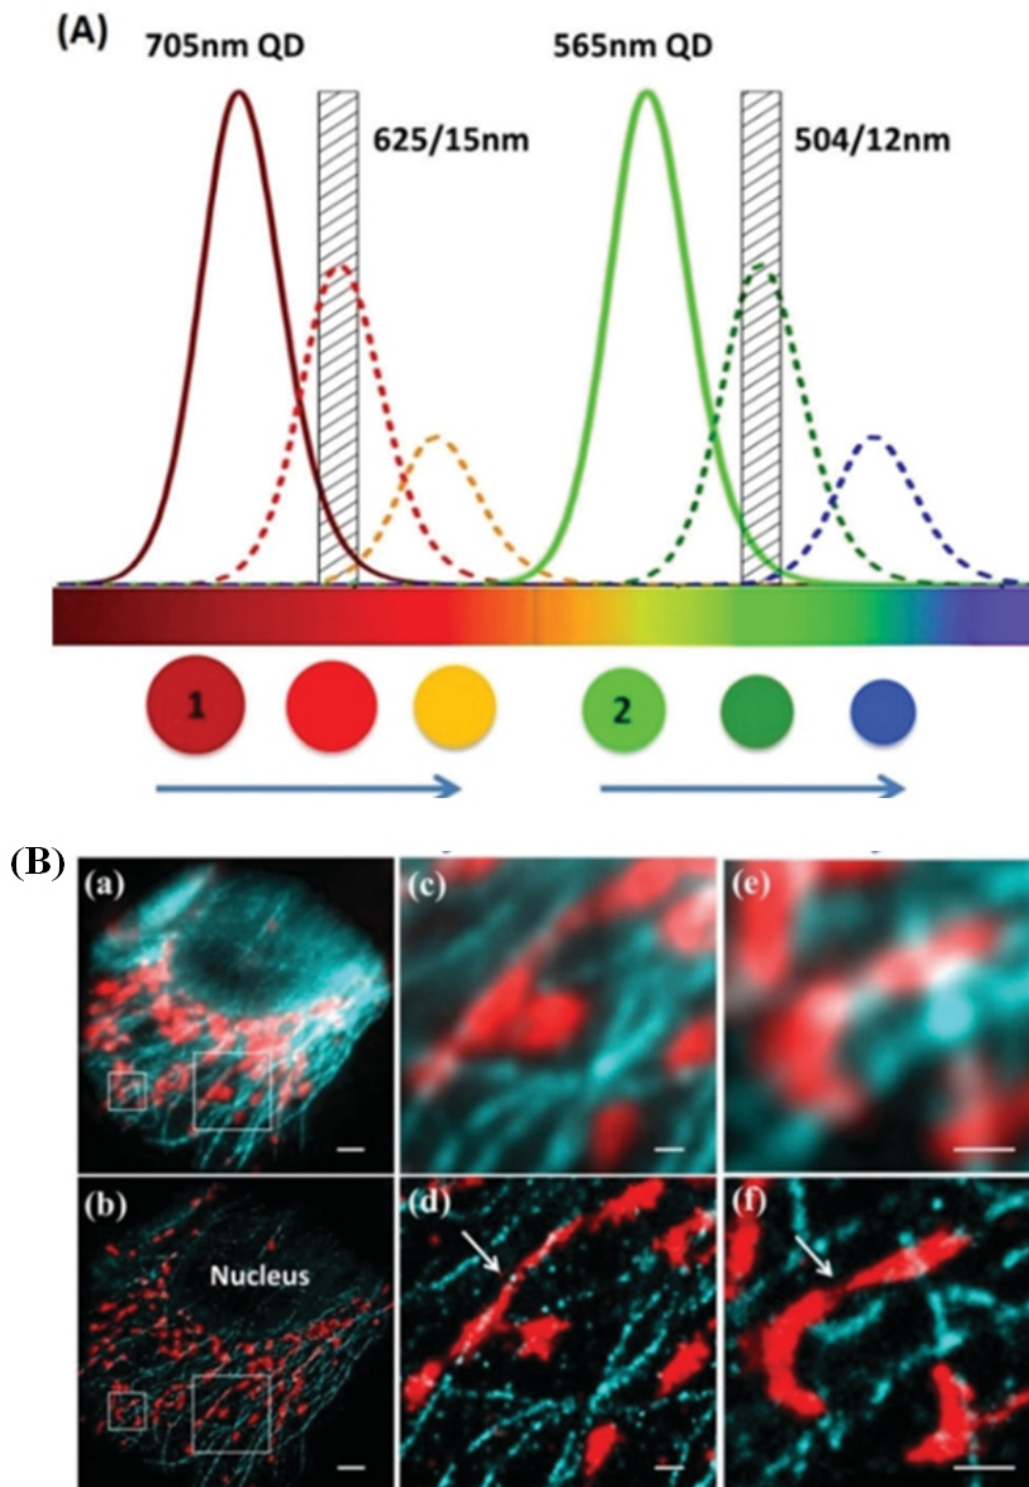 (A)
705nm QD
565nm QD
625/15nm
504/12nm
1
2
(B)
(a)
(c)
(e)
(b)
(d)
(f)
Nucleus